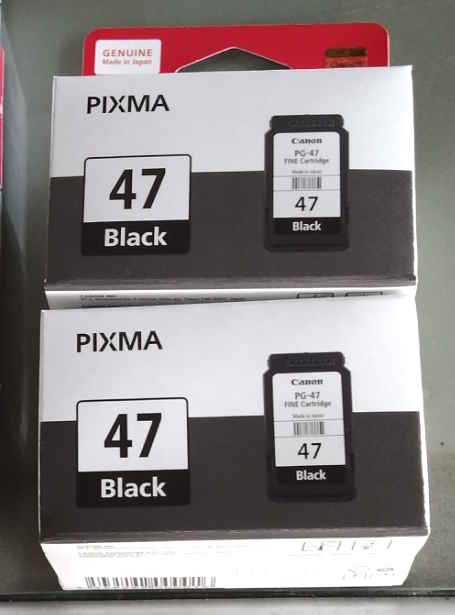 GENUINE
Made in Japan
PIXMA
47
Black
Canon
PG-47
FINE Cartridge
Made in Japan
47
Black
PIXMA
47
Black
Canon
PG-47
FINE Cartridge
Made in Japan
47
Black